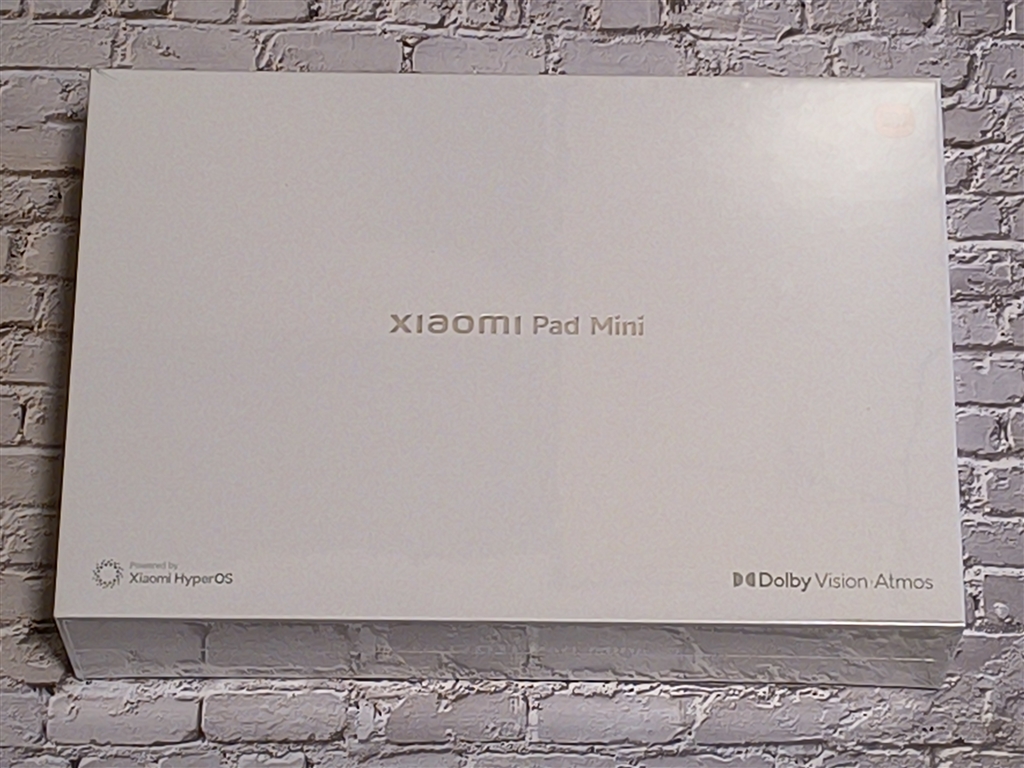 xiaomi Pad Mini
Powered by
Xiaomi HyperOS
Dolby Vision·Atmos